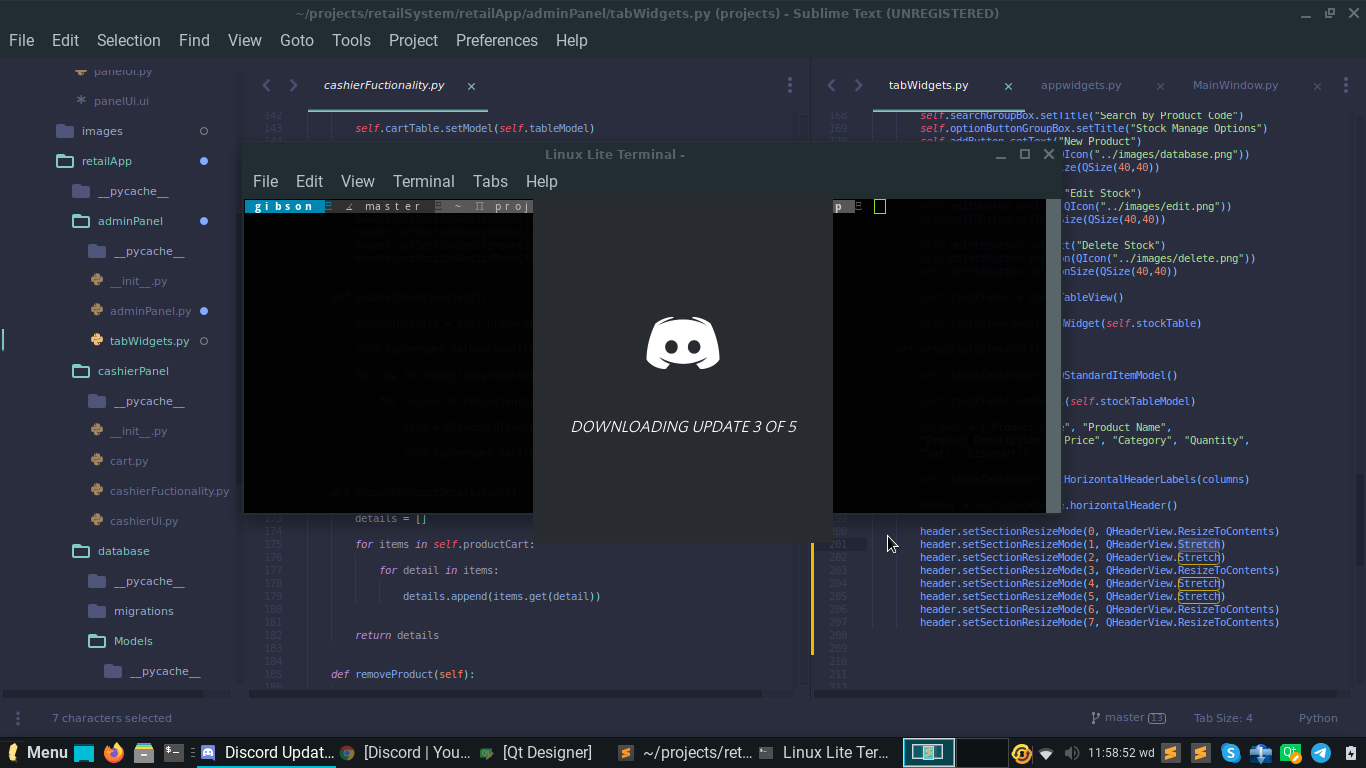 ~/projects/retailSystem/retailApp/adminPanel/tabWidgets.py (projects) - Sublime Text (UNREGISTERED)
File Edit Selection Find View Goto Tools Project Preferences Help
panelUi.py
panelUi.ui
images
retailApp
__pycache__
adminPanel
__pycache__
__init__.py
adminPanel.py
tabWidgets.py
cashierPanel
__pycache__
__init__.py
cart.py
cashierFuctionality.py
cashierUi.py
database
__pycache__
migrations
Models
__pycache__
cashierFuctionality.py
142
143 self.cartTable.setModel(self.tableModel)
Linux Lite Terminal -
File Edit View Terminal Tabs Help
gibson master ~ proj
p
DOWNLOADING UPDATE 3 OF 5
173 details = []
174
175 for items in self.productCart:
176
177 for detail in items:
178
179 details.append(items.get(detail))
180
181
182 return details
183
184
185 def removeProduct(self):
tabWidgets.py appwidgets.py MainWindow.py
168 self.searchGroupBox.setTitle("Search by Product Code")
169 self.optionButtonGroupBox.setTitle("Stock Manage Options")
"New Product")
QIcon("../images/database.png"))
ze(QSize(40,40))
"Edit Stock")
QIcon("../images/edit.png"))
ize(QSize(40,40))
t("Delete Stock")
n(QIcon("../images/delete.png"))
nSize(QSize(40,40))
ableView()
Widget(self.stockTable)
StandardItemModel()
(self.stockTableModel)
e", "Product Name",
Price", "Category", "Quantity",
HorizontalHeaderLabels(columns)
.horizontalHeader()
200 header.setSectionResizeMode(0, QHeaderView.ResizeToContents)
201 header.setSectionResizeMode(1, QHeaderView.Stretch)
202 header.setSectionResizeMode(2, QHeaderView.Stretch)
203 header.setSectionResizeMode(3, QHeaderView.ResizeToContents)
204 header.setSectionResizeMode(4, QHeaderView.Stretch)
205 header.setSectionResizeMode(5, QHeaderView.Stretch)
206 header.setSectionResizeMode(6, QHeaderView.ResizeToContents)
207 header.setSectionResizeMode(7, QHeaderView.ResizeToContents)
208
209
210
211
7 characters selected
master 13 Tab Size: 4 Python
Menu Discord Updat... [Discord | You... [Qt Designer] ~/projects/ret... Linux Lite Ter... 11:58:52 wd